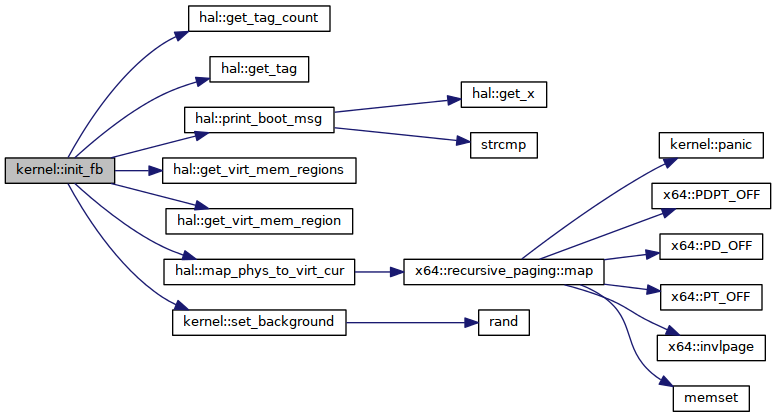 kernel::init_fb
hal::get_tag_count
hal::get_tag
hal::print_boot_msg
hal::get_virt_mem_regions
hal::get_virt_mem_region
hal::map_phys_to_virt_cur
kernel::set_background
hal::get_x
strcmp
x64::recursive_paging::map
rand
kernel::panic
x64::PDPT_OFF
x64::PD_OFF
x64::PT_OFF
x64::invlpage
memset